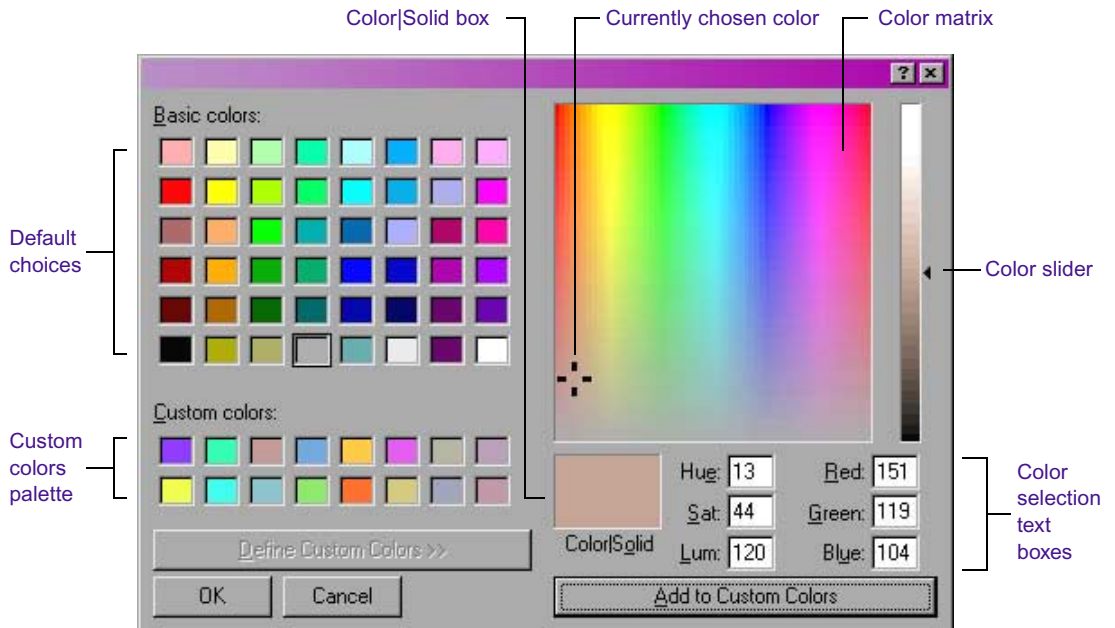 Color|Solid box
Currently chosen color
Color matrix
?
Basic colors:
Default
choices
Color slider
Custom colors:
Custom
colors
palette
Hue: 13
Red: 151
Sat: 44
Green: 119
Color|Solid
Lum: 120
Blue: 104
Color
selection
text
boxes
Define Custom Colors >>
OK
Cancel
Add to Custom Colors